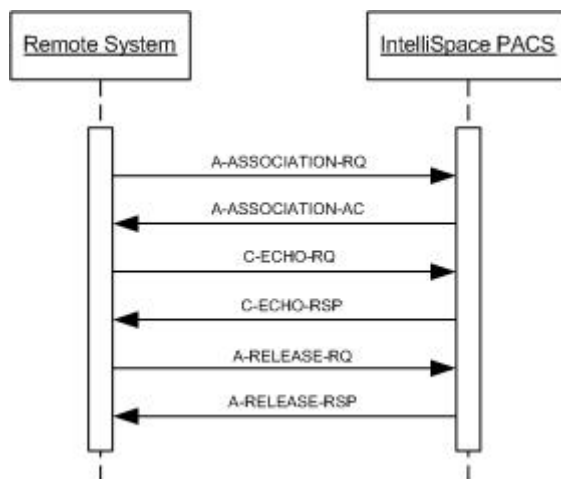 Remote System
IntelliSpace PACS
A-ASSOCIATION-RQ
A-ASSOCIATION-AC
C-ECHO-RQ
C-ECHO-RSP
A-RELEASE-RQ
A-RELEASE-RSP